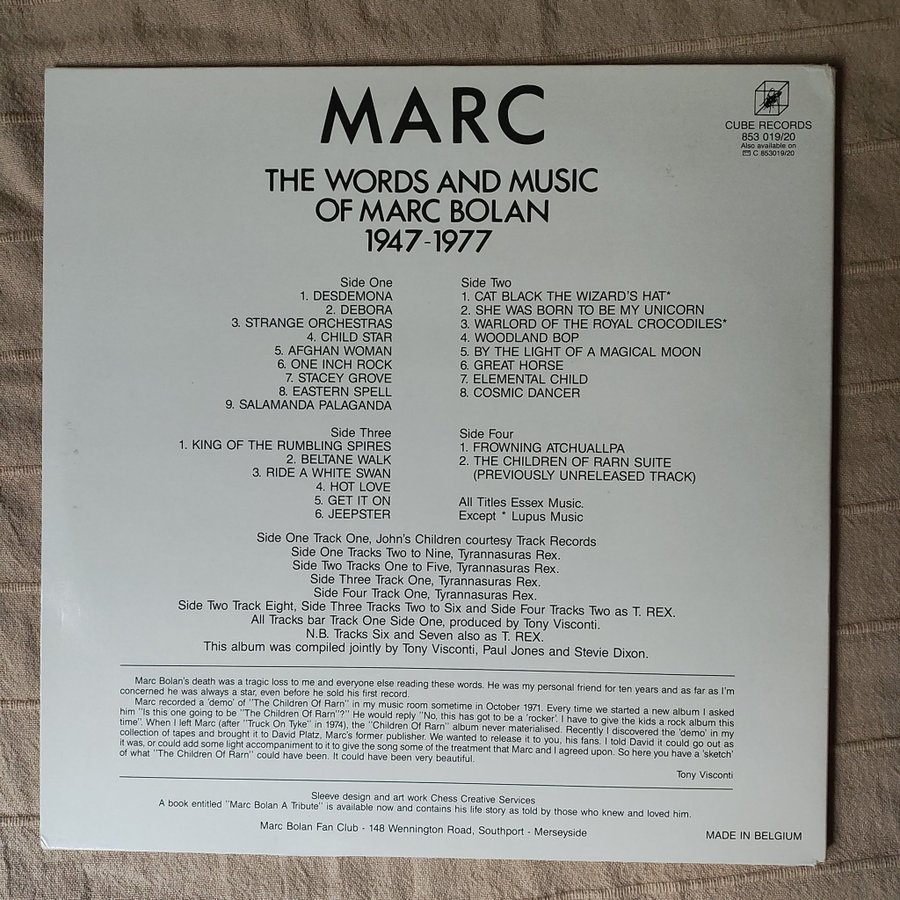 MARC
CUBE RECORDS
853 019/20
Also available on
C 853019/20
THE WORDS AND MUSIC
OF MARC BOLAN
1947-1977
Side One
1. DESDEMONA
2. DEBORA
3. STRANGE ORCHESTRAS
4. CHILD STAR
5. AFGHAN WOMAN
6. ONE INCH ROCK
7. STACEY GROVE
8. EASTERN SPELL
9. SALAMANDA PALAGANDA
Side Two
1. CAT BLACK THE WIZARD'S HAT*
2. SHE WAS BORN TO BE MY UNICORN
3. WARLORD OF THE ROYAL CROCODILES*
4. WOODLAND BOP
5. BY THE LIGHT OF A MAGICAL MOON
6. GREAT HORSE
7. ELEMENTAL CHILD
8. COSMIC DANCER
Side Three
1. KING OF THE RUMBLING SPIRES
2. BELTANE WALK
3. RIDE A WHITE SWAN
4. HOT LOVE
5. GET IT ON
6. JEEPSTER
Side Four
1. FROWNING ATCHUALLPA
2. THE CHILDREN OF RARN SUITE
(PREVIOUSLY UNRELEASED TRACK)
All Titles Essex Music.
Except * Lupus Music
Side One Track One, John's Children courtesy Track Records
Side One Tracks Two to Nine, Tyrannasuras Rex.
Side Two Tracks One to Five, Tyrannasuras Rex.
Side Three Track One, Tyrannasuras Rex.
Side Four Track One, Tyrannasuras Rex.
Side Two Track Eight, Side Three Tracks Two to Six and Side Four Tracks Two as T. REX.
All Tracks bar Track One Side One, produced by Tony Visconti.
N.B. Tracks Six and Seven also as T. REX.
This album was compiled jointly by Tony Visconti, Paul Jones and Stevie Dixon.
Marc Bolan's death was a tragic loss to me and everyone else reading these words. He was my personal friend for ten years and as far as I'm
concerned he was always a star, even before he sold his first record.
Marc recorded a 'demo' of "The Children Of Rarn" in my music room sometime in October 1971. Every time we started a new album I asked
him "Is this one going to be "The Children Of Rarn"?" He would reply "No, this has got to be a 'rocker'. I have to give the kids a rock album this
time". When I left Marc (after "Truck On Tyke" in 1974), the "Children Of Rarn" album never materialised. Recently I discovered the 'demo' in my
collection of tapes and brought it to David Platz, Marc's former publisher. We wanted to release it to you, his fans. I told David it could go out as
it was, or could add some light accompaniment to it to give the song some of the treatment that Marc and I agreed upon. So here you have a 'sketch'
of what "The Children Of Rarn" could have been. It could have been very beautiful.
Tony Visconti
Sleeve design and art work Chess Creative Services
A book entitled "Marc Bolan A Tribute" is available now and contains his life story as told by those who knew and loved him.
Marc Bolan Fan Club - 148 Wennington Road, Southport - Merseyside
MADE IN BELGIUM